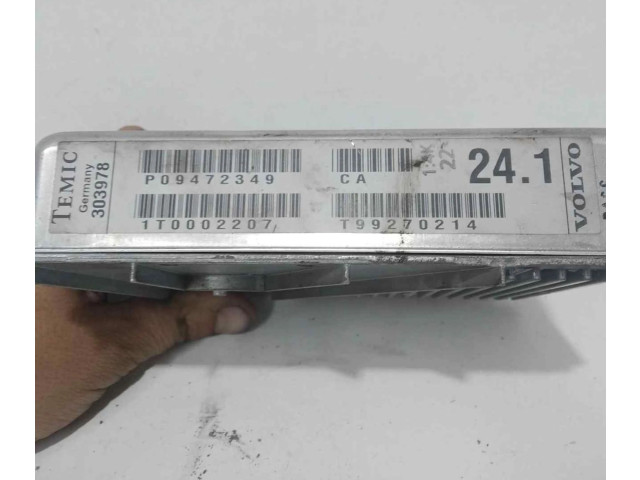 TEMIC
Germany
303978
P09472349
CA
24.1
1T0002207
T99270214
VOLVO